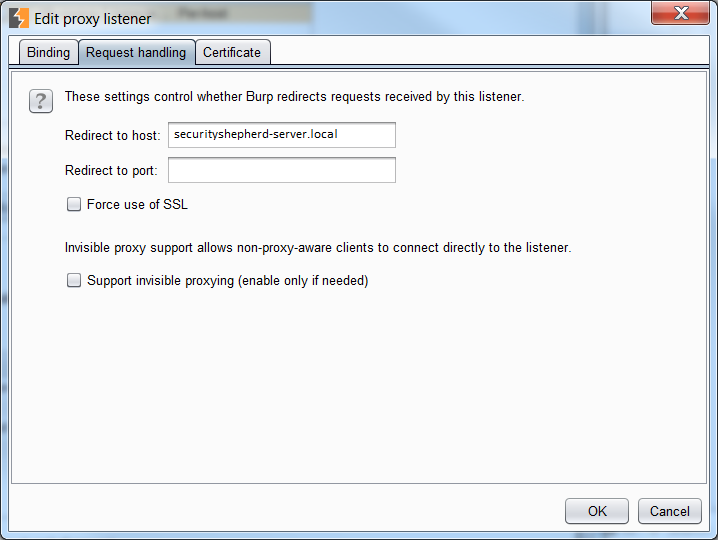 Edit proxy listener
Binding
Request handling
Certificate
?
These settings control whether Burp redirects requests received by this listener.
Redirect to host: securityshepherd-server.local
Redirect to port:
Force use of SSL
Invisible proxy support allows non-proxy-aware clients to connect directly to the listener.
Support invisible proxying (enable only if needed)
OK
Cancel